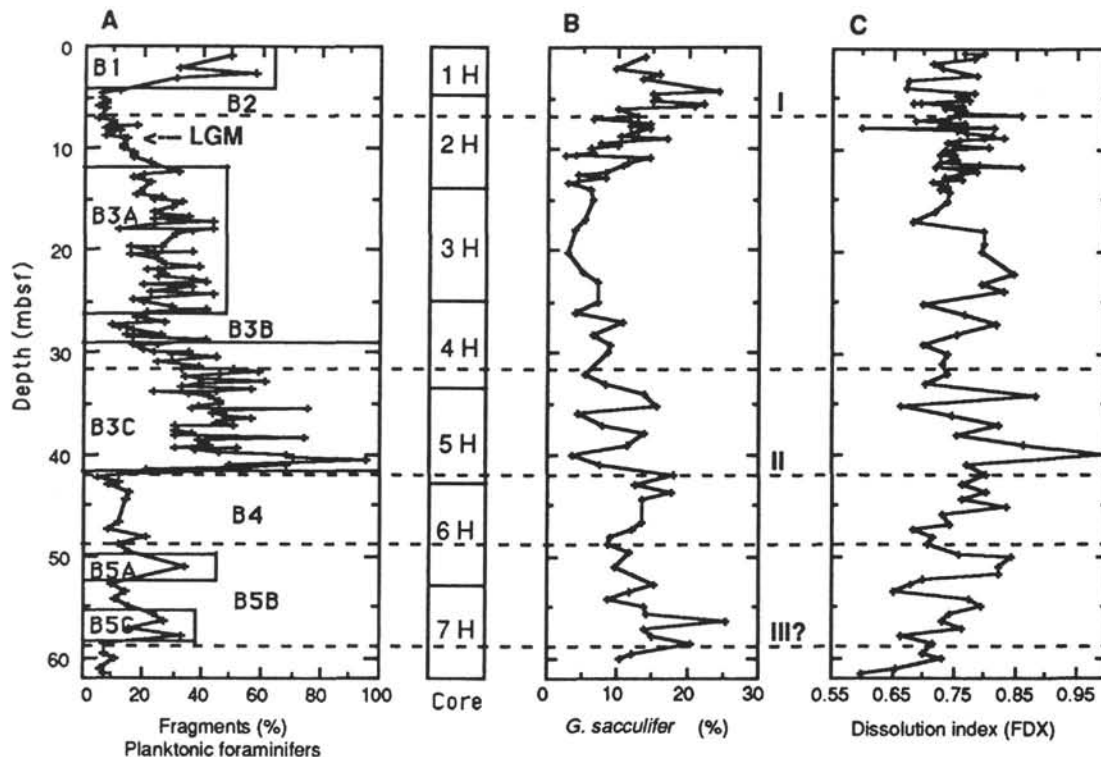 A
B
C
0
10
20
30
40
50
60
Depth (mbsf)
B1
B2
LGM
B3A
B3B
B3C
B4
B5A
B5B
B5C
0 20 40 60 80 100
Fragments (%)
Planktonic foraminifers
1 H
2 H
3 H
4 H
5 H
6 H
7 H
Core
0 10 20 30
G. sacculifer (%)
I
II
III?
0.55 0.65 0.75 0.85 0.95
Dissolution index (FDX)